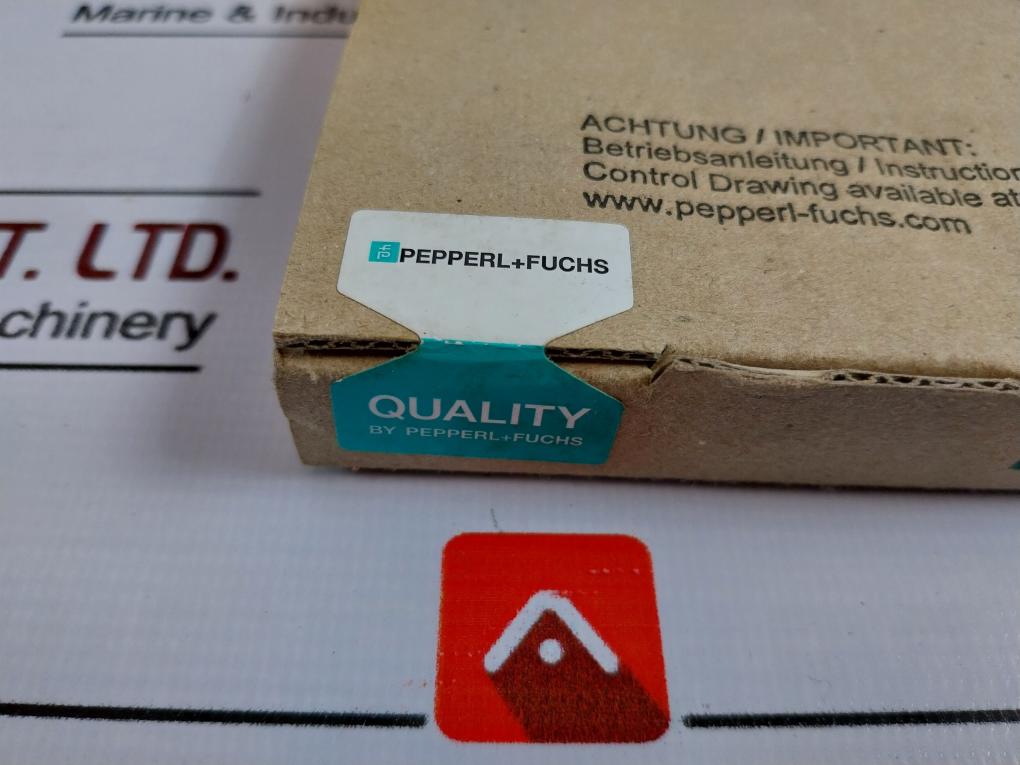 Marine &
ACHTUNG / IMPORTANT:
Betriebsanleitung / Instruction
Control Drawing available at
www.pepperl-fuchs.com
PEPPERL+FUCHS
T. LTD.
chinery
QUALITY
BY PEPPERL+FUCHS